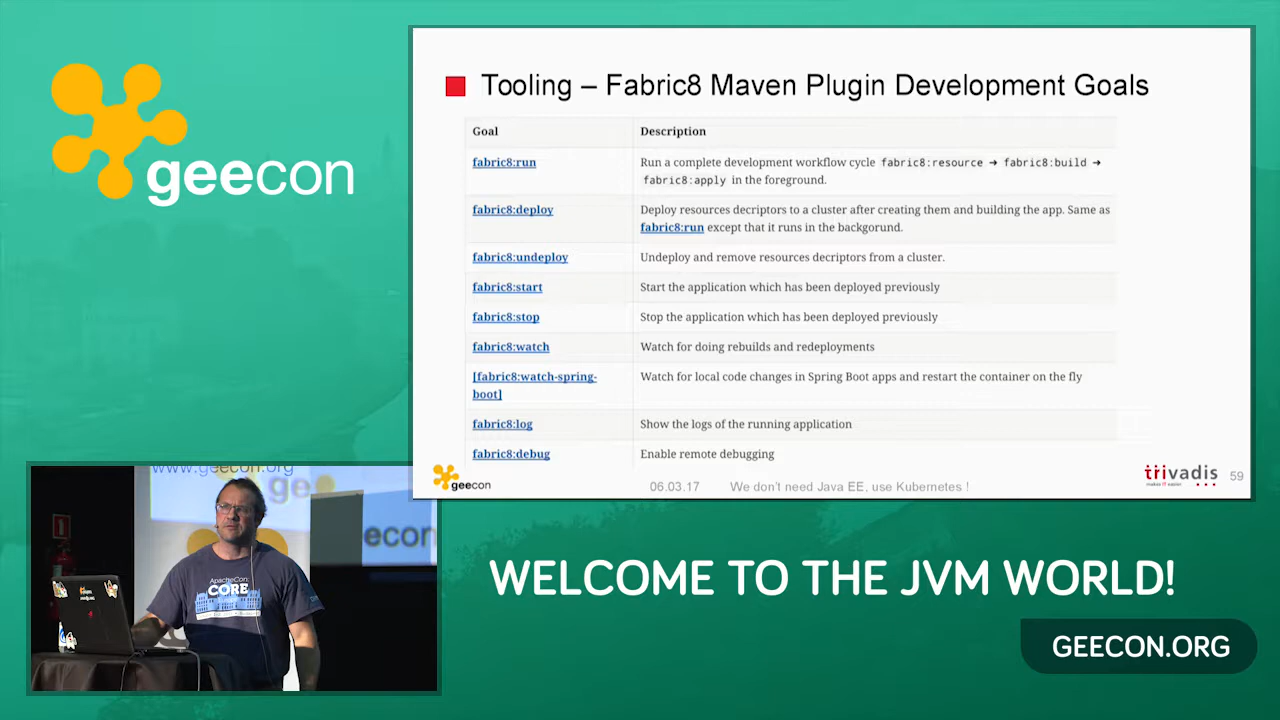 geecon
Tooling – Fabric8 Maven Plugin Development Goals
Goal Description
fabric8:run Run a complete development workflow cycle fabric8:resource → fabric8:build →
fabric8:apply in the foreground.
fabric8:deploy Deploy resources decriptors to a cluster after creating them and building the app. Same as
fabric8:run except that it runs in the backgorund.
fabric8:undeploy Undeploy and remove resources decriptors from a cluster.
fabric8:start Start the application which has been deployed previously
fabric8:stop Stop the application which has been deployed previously
fabric8:watch Watch for doing rebuilds and redeployments
[fabric8:watch-spring- Watch for local code changes in Spring Boot apps and restart the container on the fly
boot]
fabric8:log Show the logs of the running application
fabric8:debug Enable remote debugging
geecon 06.03.17 We don't need Java EE, use Kubernetes ! trivadis 59
makes IT easier
www.geecon.org
gee
econ
ApacheCon
CORE
WELCOME TO THE JVM WORLD!
GEECON.ORG